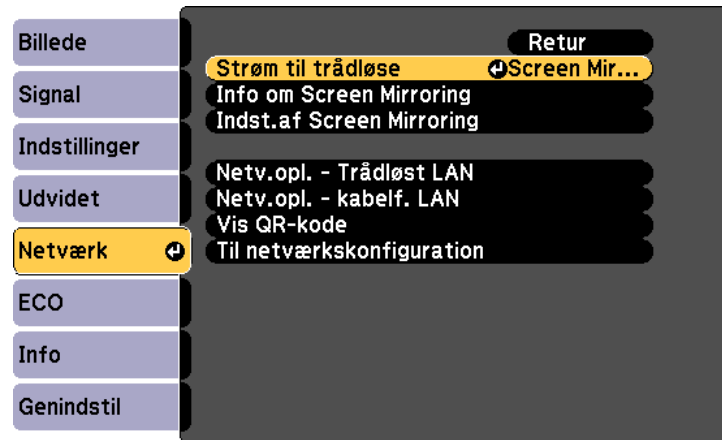 Billede
Signal
Indstillinger
Udvidet
Netværk
ECO
Info
Genindstil
Retur
Strøm til trådløse Screen Mir...
Info om Screen Mirroring
Indst.af Screen Mirroring
Netv.opl. - Trådløst LAN
Netv.opl. - kabelf. LAN
Vis QR-kode
Til netværkskonfiguration